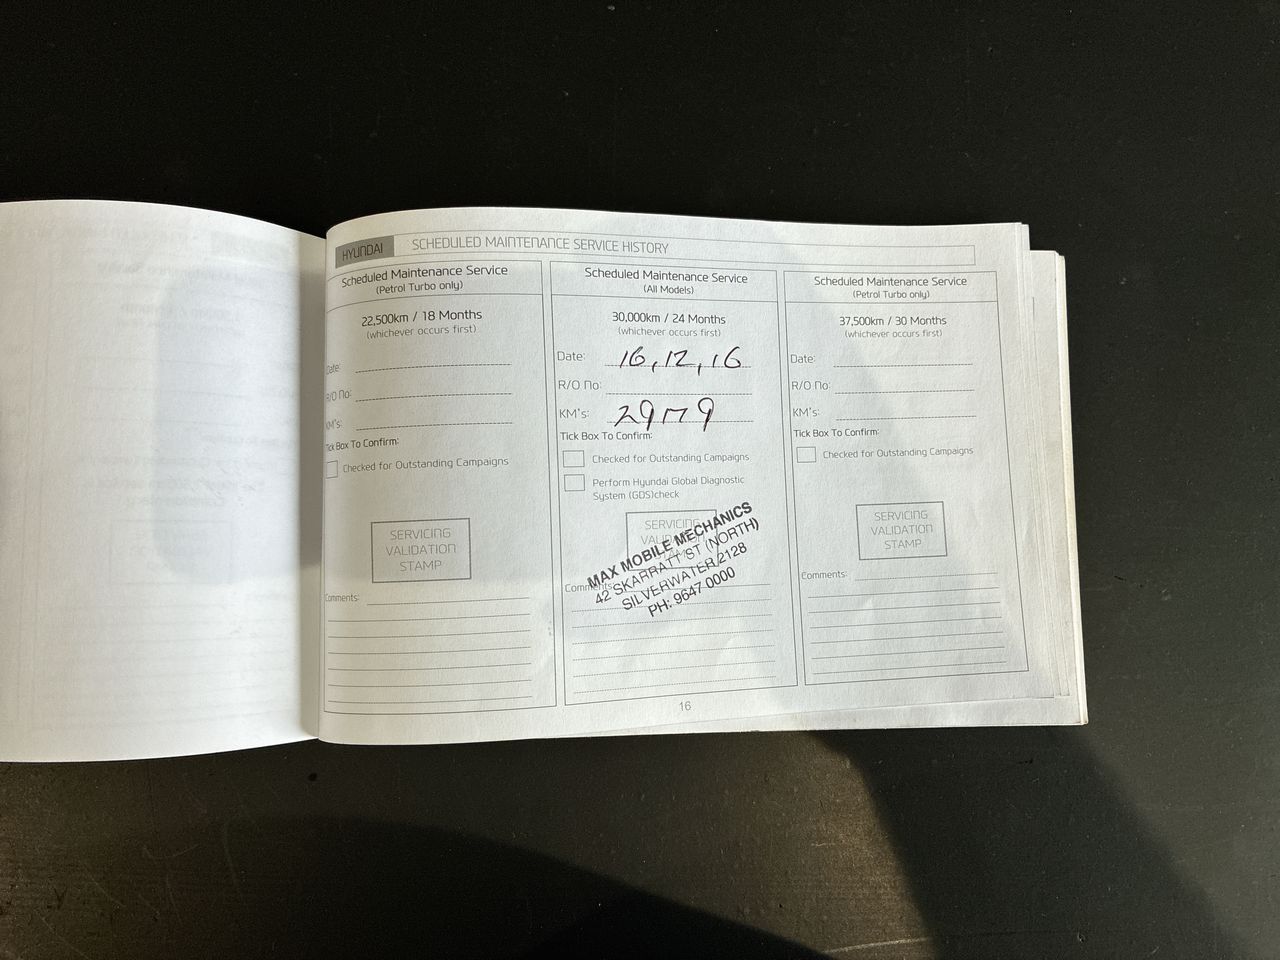 HYUNDAI SCHEDULED MAINTENANCE SERVICE HISTORY
Scheduled Maintenance Service
(Petrol Turbo only)
22,500km / 18 Months
(whichever occurs first)
Date:
R/O No:
KM's:
Tick Box To Confirm:
Checked for Outstanding Campaigns
SERVICING
VALIDATION
STAMP
Comments:
Scheduled Maintenance Service
(All Models)
30,000km / 24 Months
(whichever occurs first)
Date: 16,12,16
R/O No:
KM's:
Tick Box To Confirm:
Checked for Outstanding Campaigns
Perform Hyundai Global Diagnostic
System (GDS)check
SERVICING
VALIDATION
STAMP
MAX MOBILE MECHANICS
42 SKARRATT ST (NORTH)
SILVERWATER 2128
PH: 9647 0000
Comments:
Scheduled Maintenance Service
(Petrol Turbo only)
37,500km / 30 Months
(whichever occurs first)
Date:
R/O No:
KM's:
Tick Box To Confirm:
Checked for Outstanding Campaigns
SERVICING
VALIDATION
STAMP
Comments:
16